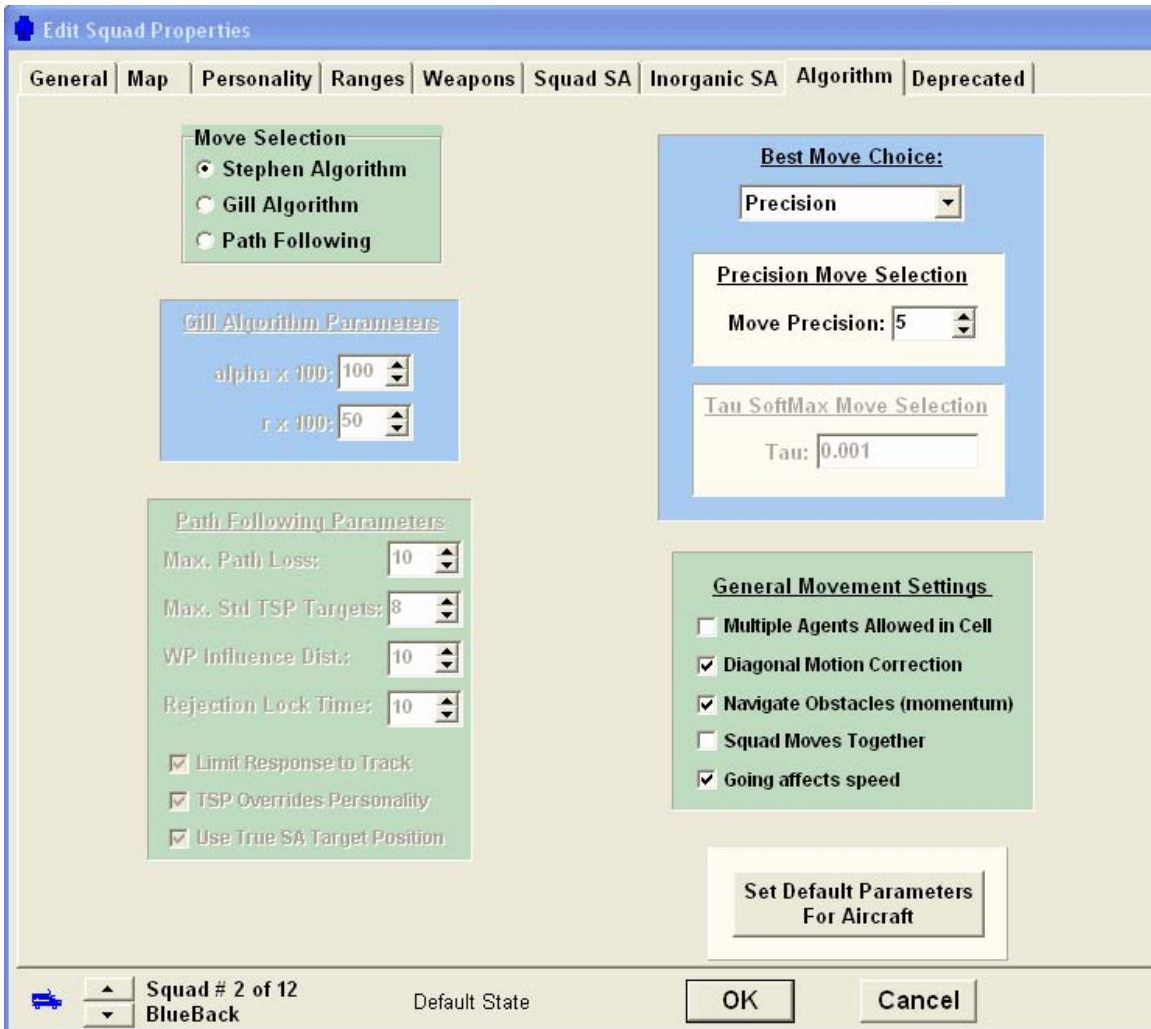 Edit Squad Properties
General Map Personality Ranges Weapons Squad SA Inorganic SA Algorithm Deprecated
Move Selection
Stephen Algorithm
Gill Algorithm
Path Following
Gill Algorithm Parameters
alpha x 100: 100
r x 100: 50
Path Following Parameters
Max. Path Loss: 10
Max. Std TSP Targets: 8
WP Influence Dist.: 10
Rejection Lock Time: 10
Limit Response to Track
TSP Overrides Personality
Use True SA Target Position
Best Move Choice:
Precision
Precision Move Selection
Move Precision: 5
Tau SoftMax Move Selection
Tau: 0.001
General Movement Settings
Multiple Agents Allowed in Cell
Diagonal Motion Correction
Navigate Obstacles (momentum)
Squad Moves Together
Going affects speed
Set Default Parameters
For Aircraft
Squad # 2 of 12
BlueBack
Default State
OK
Cancel